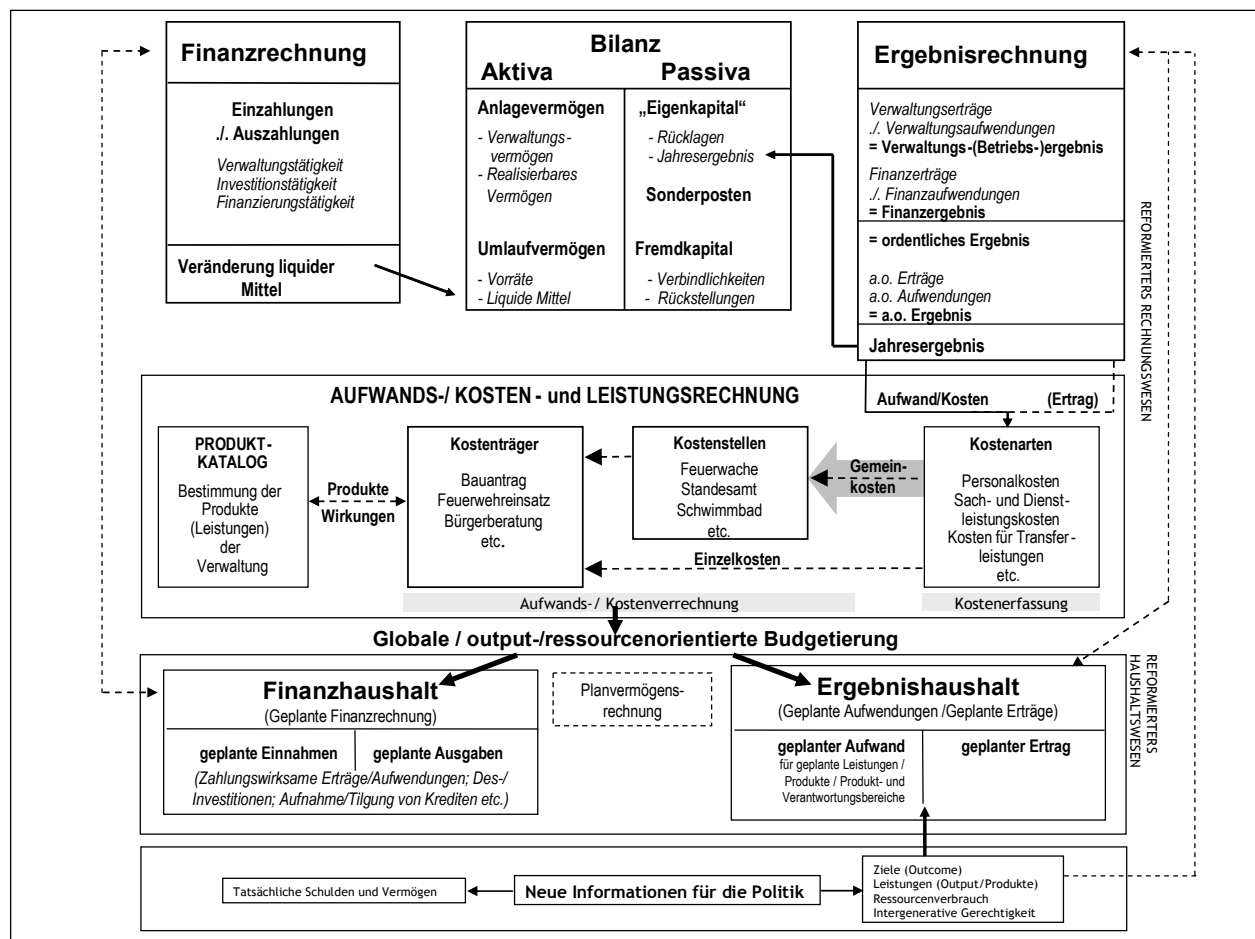 Finanzrechnung
Einzahlungen
./. Auszahlungen
Verwaltungstätigkeit
Investitionstätigkeit
Finanzierungstätigkeit
Veränderung liquider
Mittel
Bilanz
Aktiva
Passiva
Anlagevermögen
- Verwaltungs-
vermögen
- Realisierbares
Vermögen
Umlaufvermögen
- Vorräte
- Liquide Mittel
„Eigenkapital“
- Rücklagen
- Jahresergebnis
Sonderposten
Fremdkapital
- Verbindlichkeiten
- Rückstellungen
Ergebnisrechnung
Verwaltungserträge
./. Verwaltungsaufwendungen
= Verwaltungs-(Betriebs-)ergebnis
Finanzerträge
./. Finanzaufwendungen
= Finanzergebnis
= ordentliches Ergebnis
a.o. Erträge
a.o. Aufwendungen
= a.o. Ergebnis
Jahresergebnis
REFORMIERTERS RECHNUNGSWESEN
AUFWANDS-/ KOSTEN - und LEISTUNGSRECHNUNG
Aufwand/Kosten
(Ertrag)
PRODUKT-
KATALOG
Bestimmung der
Produkte
(Leistungen)
der
Verwaltung
Produkte
Wirkungen
Kostenträger
Bauantrag
Feuerwehreinsatz
Bürgerberatung
etc.
Kostenstellen
Feuerwache
Standesamt
Schwimmbad
etc.
Gemein-
kosten
Einzelkosten
Kostenarten
Personalkosten
Sach- und Dienst-
leistungskosten
Kosten für Transfer-
leistungen
etc.
Aufwands-/ Kostenverrechnung
Kostenerfassung
Globale / output-/ressourcenorientierte Budgetierung
Finanzhaushalt
(Geplante Finanzrechnung)
geplante Einnahmen
geplante Ausgaben
(Zahlungswirksame Erträge/Aufwendungen; Des-/
Investitionen; Aufnahme/Tilgung von Krediten etc.)
Planvermögens-
rechnung
Ergebnishaushalt
(Geplante Aufwendungen /Geplante Erträge)
geplanter Aufwand
für geplante Leistungen /
Produkte / Produkt- und
Verantwortungsbereiche
geplanter Ertrag
REFORMIERTERS
HAUSHALTSWESEN
Tatsächliche Schulden und Vermögen
Neue Informationen für die Politik
Ziele (Outcome)
Leistungen (Output/Produkte)
Ressourcenverbrauch
Intergenerative Gerechtigkeit